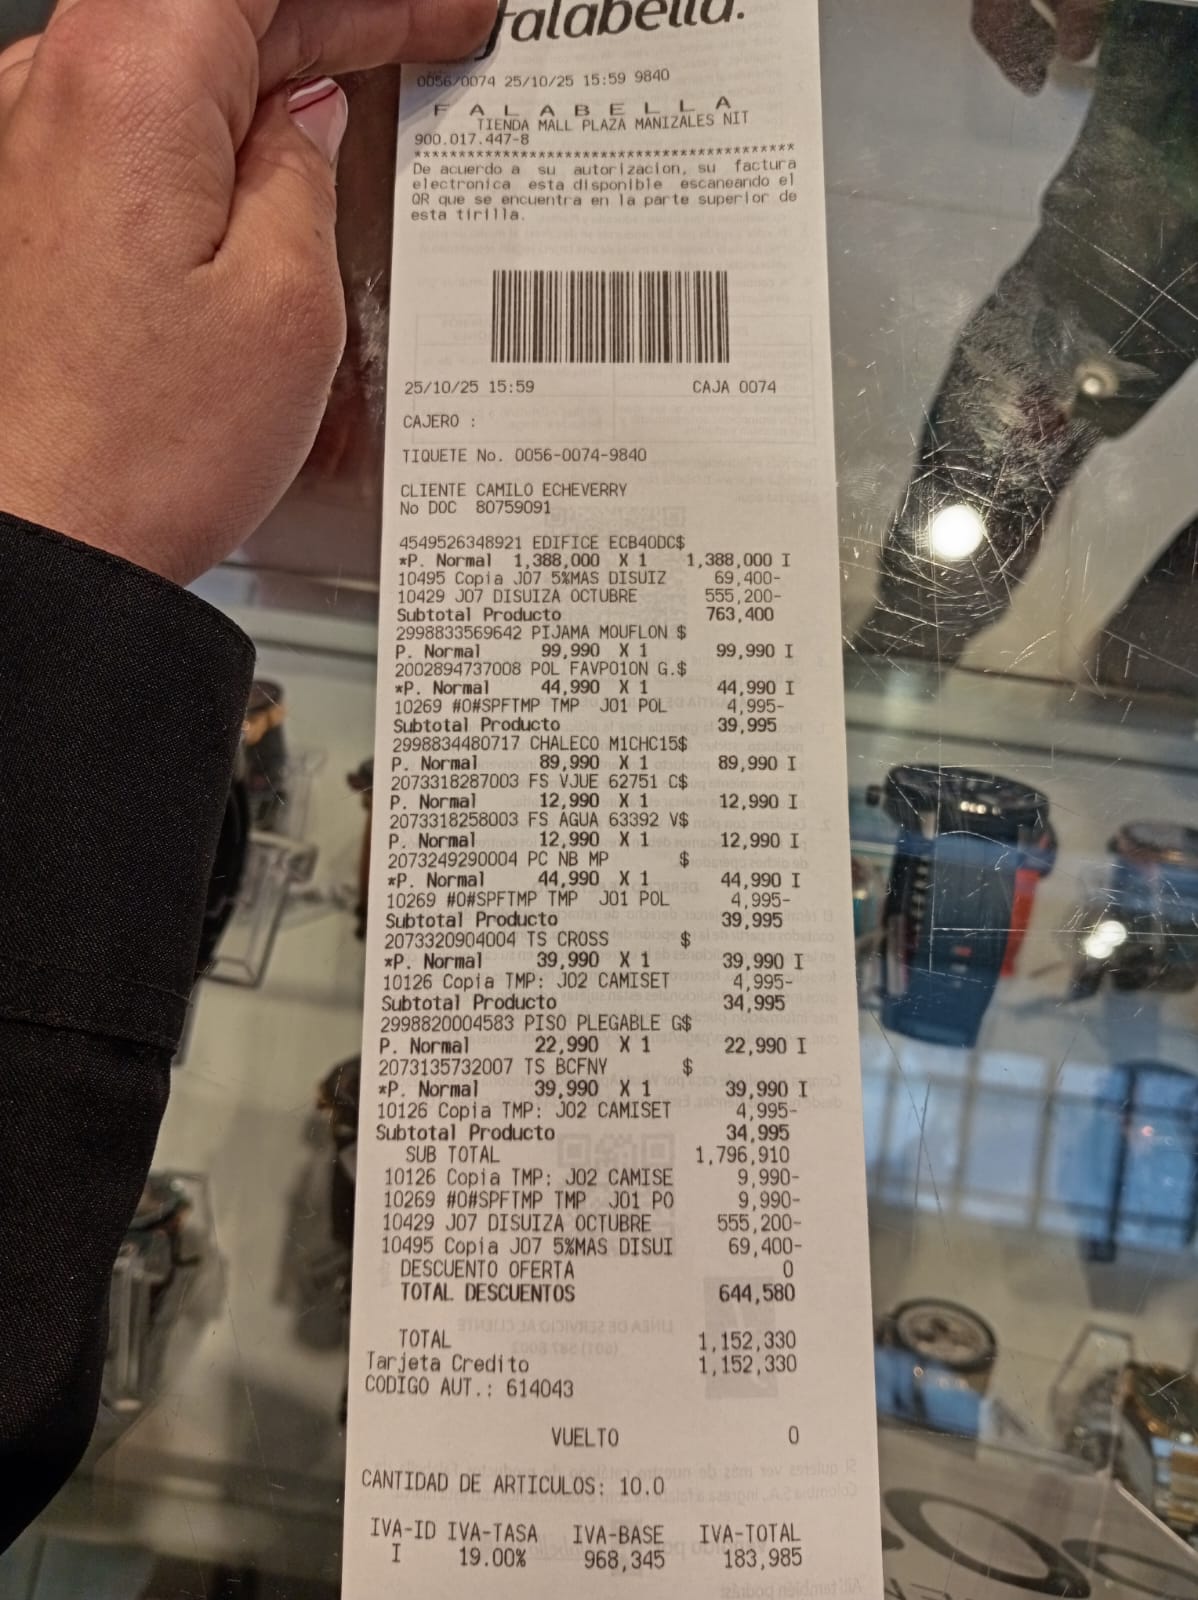 falabella.
0056/0074 25/10/25 15:59 9840
F A L A B E L L A
TIENDA MALL PLAZA MANIZALES NIT
900.017.447-8
******************************************
De acuerdo a su autorizacion, su factura
electronica esta disponible escaneando el
QR que se encuentra en la parte superior de
esta tirilla.
25/10/25 15:59 CAJA 0074
CAJERO :
TIQUETE No. 0056-0074-9840
CLIENTE CAMILO ECHEVERRY
No DOC 80759091
4549526348921 EDIFICE ECB40DC$
*P. Normal 1,388,000 X 1 1,388,000 I
10495 Copia J07 5%MAS DISUIZ 69,400-
10429 J07 DISUIZA OCTUBRE 555,200-
Subtotal Producto 763,400
2998833569642 PIJAMA MOUFLON $
P. Normal 99,990 X 1 99,990 I
2002894737008 POL FAVPO1ON G.$
*P. Normal 44,990 X 1 44,990 I
10269 #O#SPFTMP TMP J01 POL 4,995-
Subtotal Producto 39,995
2998834480717 CHALECO M1CHC15$
P. Normal 89,990 X 1 89,990 I
2073318287003 FS VJUE 62751 C$
P. Normal 12,990 X 1 12,990 I
2073318258003 FS AGUA 63392 V$
P. Normal 12,990 X 1 12,990 I
2073249290004 PC NB MP $
*P. Normal 44,990 X 1 44,990 I
10269 #O#SPFTMP TMP J01 POL 4,995-
Subtotal Producto 39,995
2073320904004 TS CROSS $
*P. Normal 39,990 X 1 39,990 I
10126 Copia TMP: J02 CAMISET 4,995-
Subtotal Producto 34,995
2998820004583 PISO PLEGABLE G$
P. Normal 22,990 X 1 22,990 I
2073135732007 TS BCFNY $
*P. Normal 39,990 X 1 39,990 I
10126 Copia TMP: J02 CAMISET 4,995-
Subtotal Producto 34,995
SUB TOTAL 1,796,910
10126 Copia TMP: J02 CAMISE 9,990-
10269 #O#SPFTMP TMP J01 PO 9,990-
10429 J07 DISUIZA OCTUBRE 555,200-
10495 Copia J07 5%MAS DISUI 69,400-
DESCUENTO OFERTA 0
TOTAL DESCUENTOS 644,580
TOTAL 1,152,330
Tarjeta Credito 1,152,330
CODIGO AUT.: 614043
VUELTO 0
CANTIDAD DE ARTICULOS: 10.0
IVA-ID IVA-TASA IVA-BASE IVA-TOTAL
I 19.00% 968,345 183,985